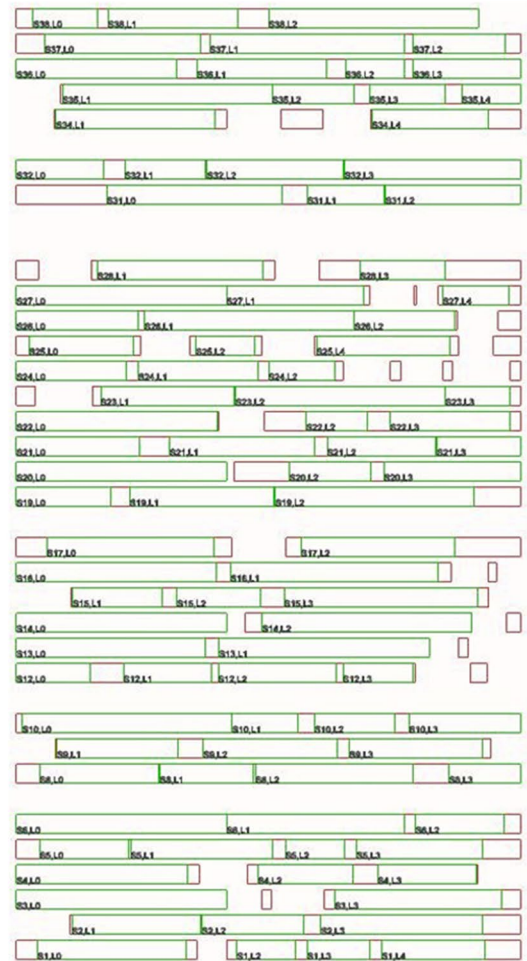 S38,L0 S38,L1 S38,L2
S37,L0 S37,L1 S37,L2
S36,L0 S36,L1 S36,L2 S36,L3
S35,L1 S35,L2 S35,L3 S35,L4
S34,L1 S34,L4
S32,L0 S32,L1 S32,L2 S32,L3
S31,L0 S31,L1 S31,L2
S28,L1 S28,L3
S27,L0 S27,L1 S27,L4
S26,L0 S26,L1 S26,L2
S25,L0 S25,L2 S25,L4
S24,L0 S24,L1 S24,L2
S23,L1 S23,L2 S23,L3
S22,L0 S22,L2 S22,L3
S21,L0 S21,L1 S21,L2 S21,L3
S20,L0 S20,L2 S20,L3
S19,L0 S19,L1 S19,L2
S17,L0 S17,L2
S16,L0 S16,L1
S15,L1 S15,L2 S15,L3
S14,L0 S14,L2
S13,L0 S13,L1
S12,L0 S12,L1 S12,L2 S12,L3
S10,L0 S10,L1 S10,L2 S10,L3
S9,L1 S9,L2 S9,L3
S8,L0 S8,L1 S8,L2 S8,L3
S6,L0 S6,L1 S6,L2
S5,L0 S5,L1 S5,L2 S5,L3
S4,L0 S4,L2 S4,L3
S3,L0 S3,L3
S2,L1 S2,L2 S2,L3
S1,L0 S1,L2 S1,L3 S1,L4